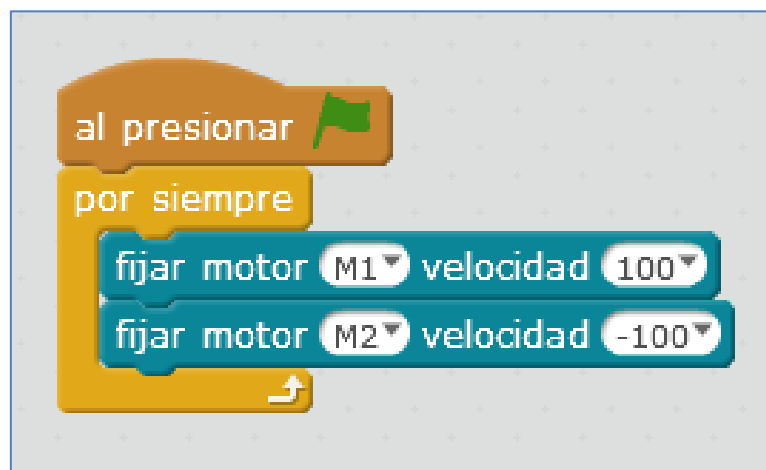 al presionar
por siempre
fijar motor M1 velocidad 100
fijar motor M2 velocidad -100